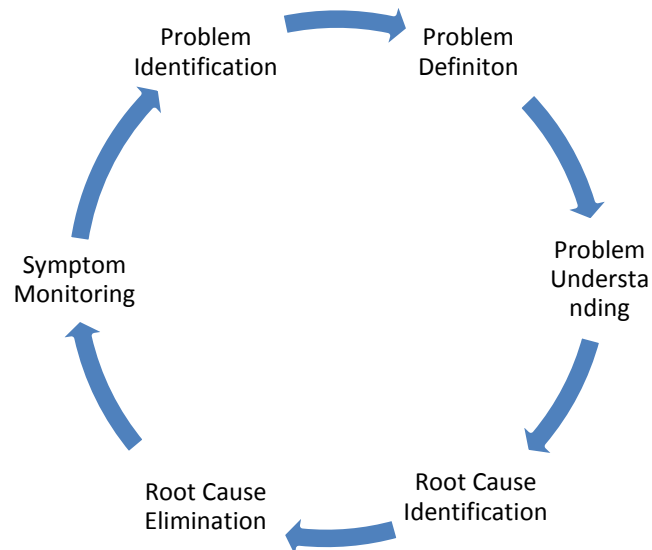 Problem
Identification
Problem
Definiton
Problem
Understa
nding
Root Cause
Identification
Root Cause
Elimination
Symptom
Monitoring